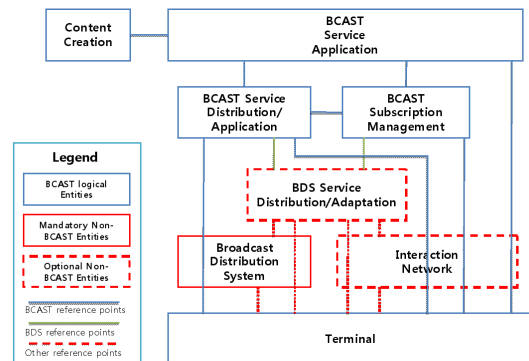 Content
Creation
BCAST
Service
Application
BCAST Service
Distribution/
Application
BCAST
Subscription
Management
Legend
BCAST logical
Entities
Mandatory Non-
BCAST Entities
Optional Non-
BCAST Entities
BCAST reference points
BDS reference points
Other reference points
BDS Service
Distribution/Adaptation
Broadcast
Distribution
System
Interaction
Network
Terminal